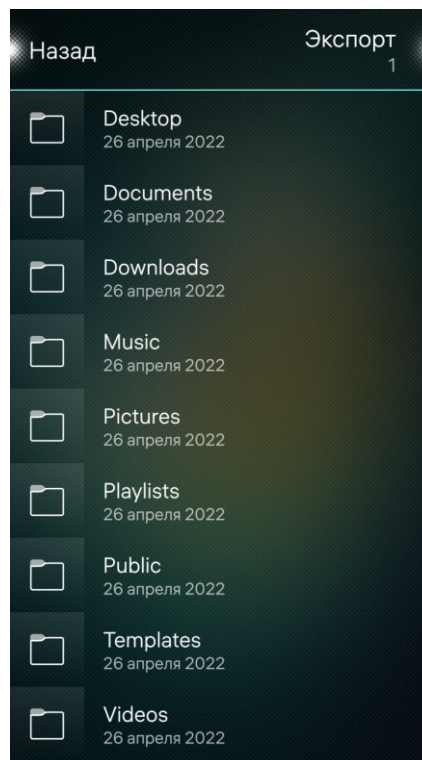 Назад
Экспорт
1
Desktop
26 апреля 2022
Documents
26 апреля 2022
Downloads
26 апреля 2022
Music
26 апреля 2022
Pictures
26 апреля 2022
Playlists
26 апреля 2022
Public
26 апреля 2022
Templates
26 апреля 2022
Videos
26 апреля 2022